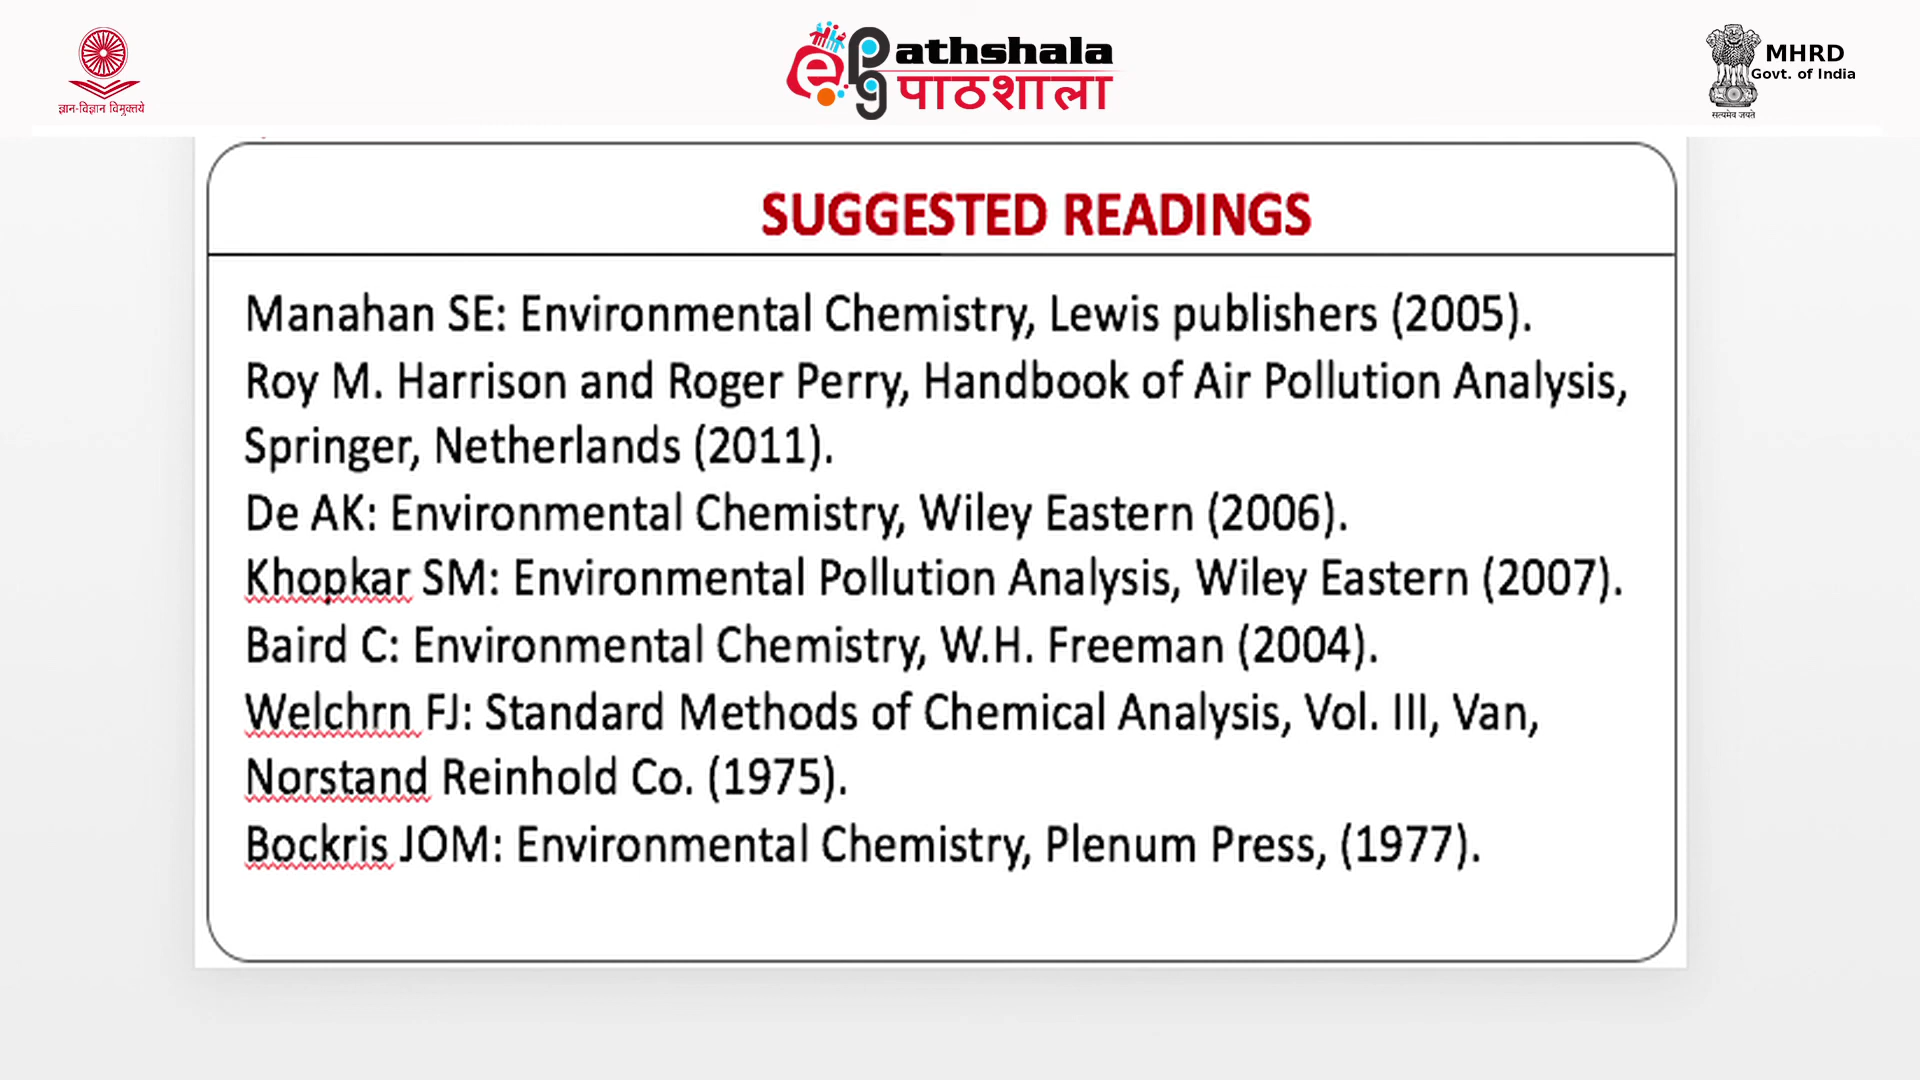 ज्ञान-विज्ञान विमुक्तये
ePGathshala
पाठशाला
MHRD
Govt. of India
सत्यमेव जयते
SUGGESTED READINGS
Manahan SE: Environmental Chemistry, Lewis publishers (2005).
Roy M. Harrison and Roger Perry, Handbook of Air Pollution Analysis,
Springer, Netherlands (2011).
De AK: Environmental Chemistry, Wiley Eastern (2006).
Khopkar SM: Environmental Pollution Analysis, Wiley Eastern (2007).
Baird C: Environmental Chemistry, W.H. Freeman (2004).
Welchrn FJ: Standard Methods of Chemical Analysis, Vol. III, Van,
Norstand Reinhold Co. (1975).
Bockris JOM: Environmental Chemistry, Plenum Press, (1977).